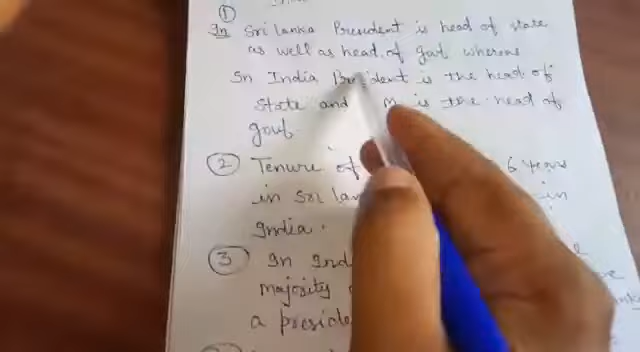 ①
In Sri Lanka President is head of state
as well as head of govt whereas
In India President is the head of
state and M is the head of
govt.
② Tenure of 6 years
in Sri Lan in
India.
③ In Ind
majority
a preside